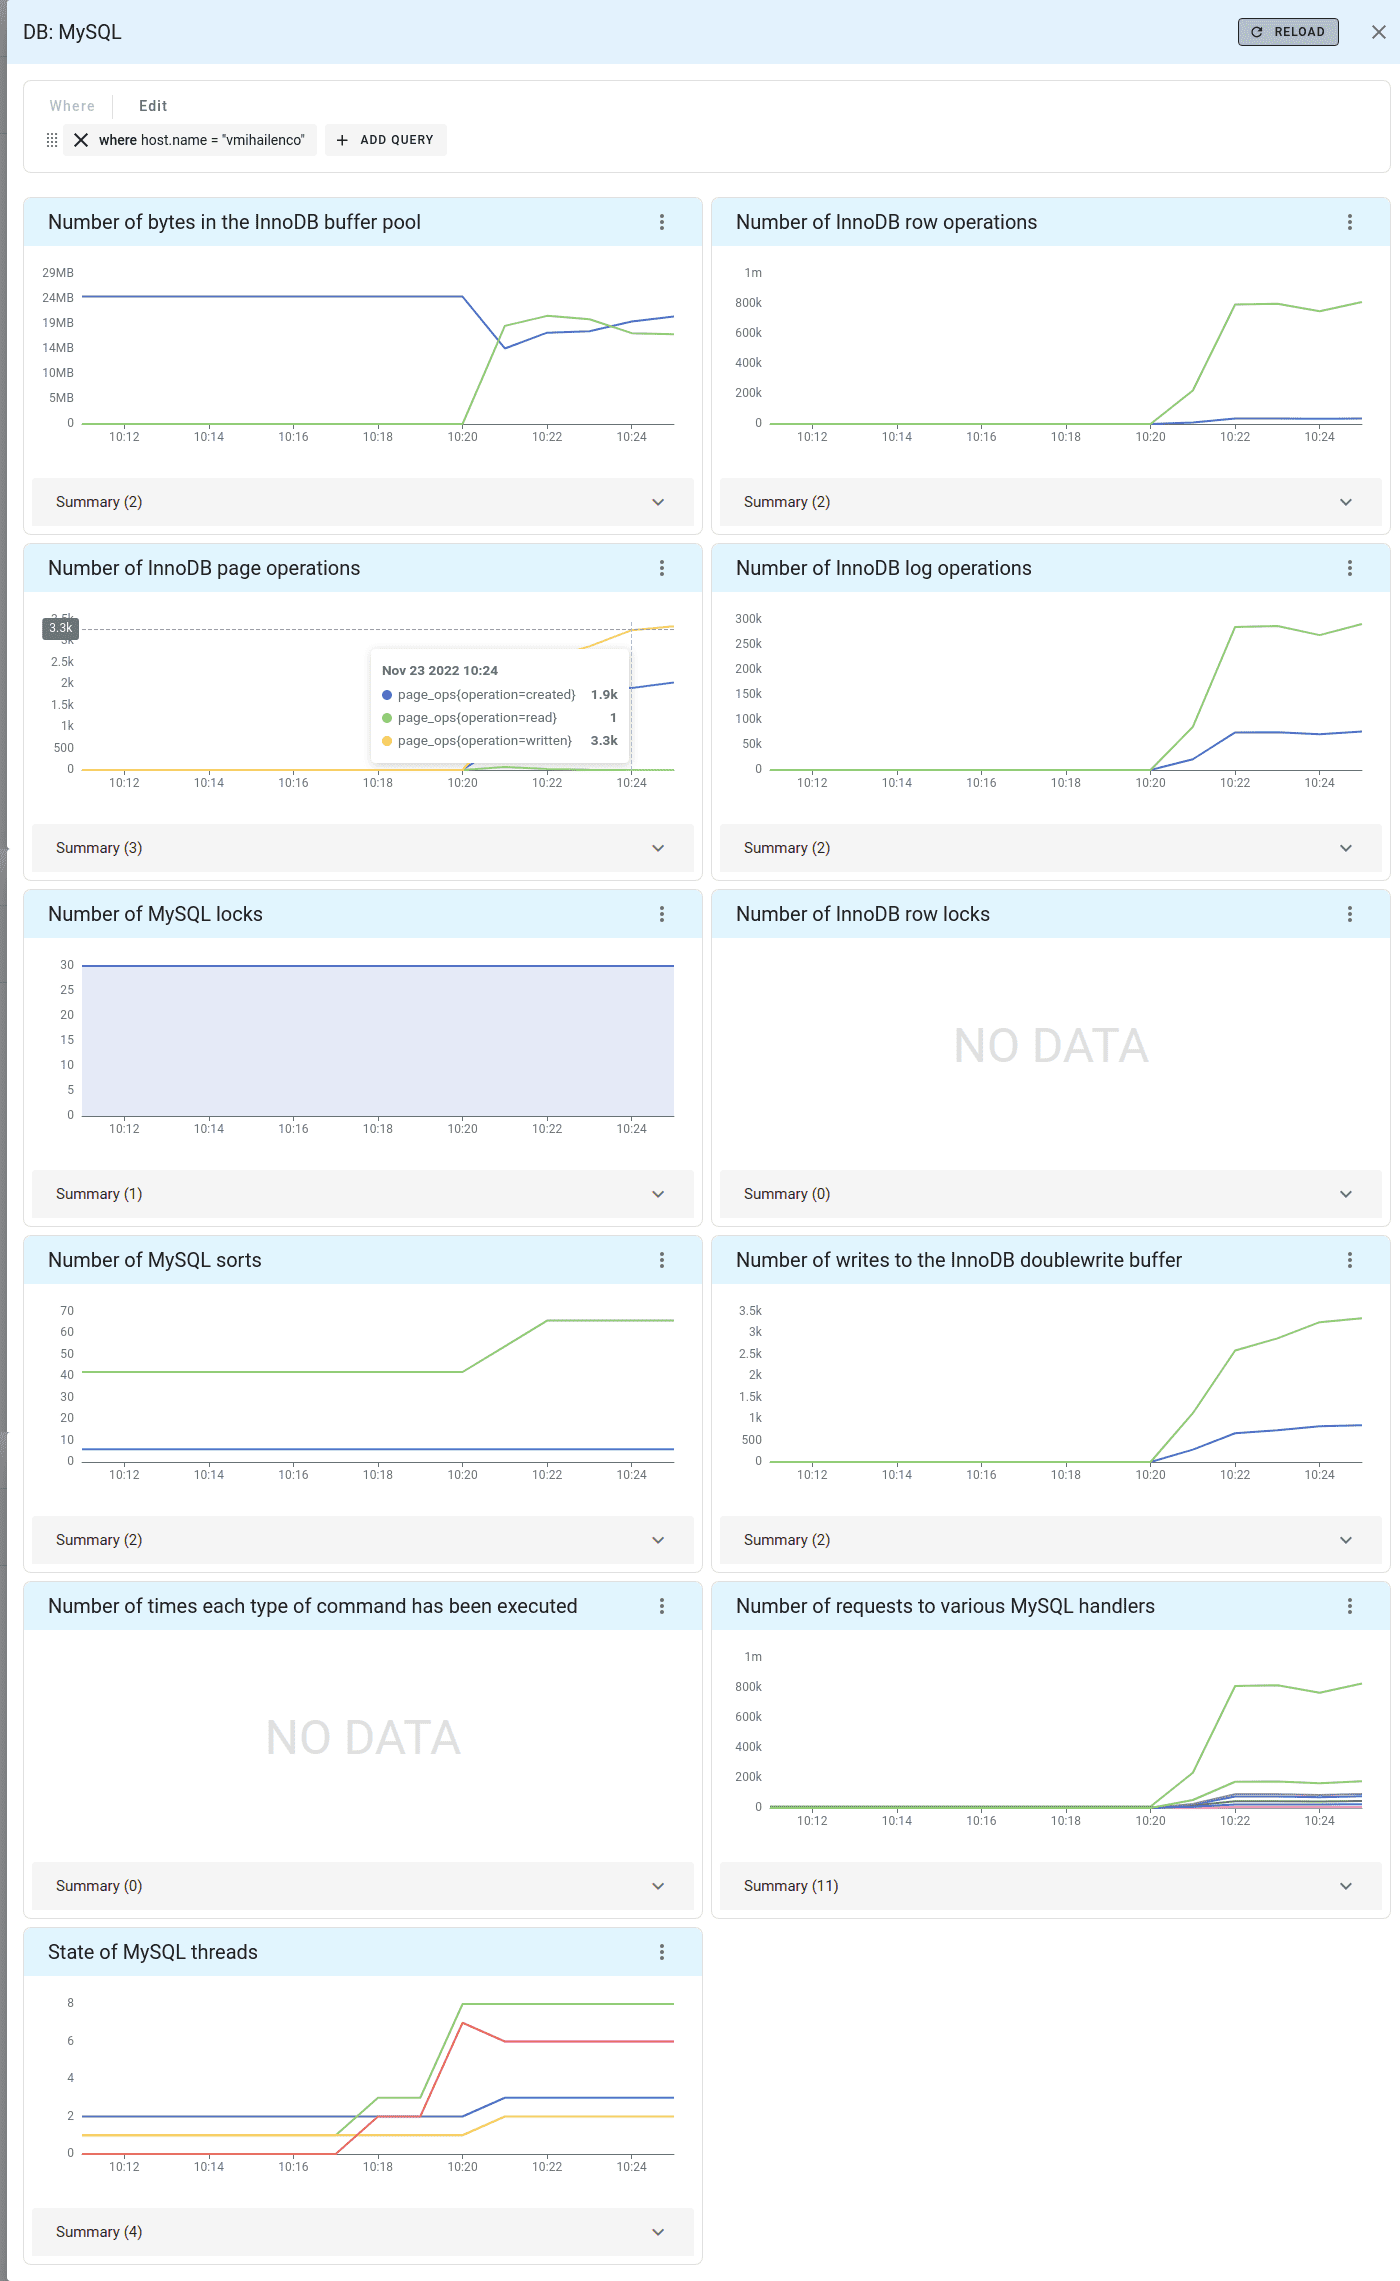 DB: MySQL
RELOAD
Where
Edit
where host.name = "vmihailenco"
ADD QUERY
Number of bytes in the InnoDB buffer pool
29MB
24MB
19MB
14MB
10MB
5MB
0
10:12 10:14 10:16 10:18 10:20 10:22 10:24
Summary (2)
Number of InnoDB row operations
1m
800k
600k
400k
200k
0
10:12 10:14 10:16 10:18 10:20 10:22 10:24
Summary (2)
Number of InnoDB page operations
3.5k
3.3k
3k
2.5k
2k
1.5k
1k
500
0
Nov 23 2022 10:24
page_ops{operation=created} 1.9k
page_ops{operation=read} 1
page_ops{operation=written} 3.3k
10:12 10:14 10:16 10:18 10:20 10:22 10:24
Summary (3)
Number of InnoDB log operations
300k
250k
200k
150k
100k
50k
0
10:12 10:14 10:16 10:18 10:20 10:22 10:24
Summary (2)
Number of MySQL locks
30
25
20
15
10
5
0
10:12 10:14 10:16 10:18 10:20 10:22 10:24
Summary (1)
Number of InnoDB row locks
NO DATA
Summary (0)
Number of MySQL sorts
70
60
50
40
30
20
10
0
10:12 10:14 10:16 10:18 10:20 10:22 10:24
Summary (2)
Number of writes to the InnoDB doublewrite buffer
3.5k
3k
2.5k
2k
1.5k
1k
500
0
10:12 10:14 10:16 10:18 10:20 10:22 10:24
Summary (2)
Number of times each type of command has been executed
NO DATA
Summary (0)
Number of requests to various MySQL handlers
1m
800k
600k
400k
200k
0
10:12 10:14 10:16 10:18 10:20 10:22 10:24
Summary (11)
State of MySQL threads
8
6
4
2
0
10:12 10:14 10:16 10:18 10:20 10:22 10:24
Summary (4)